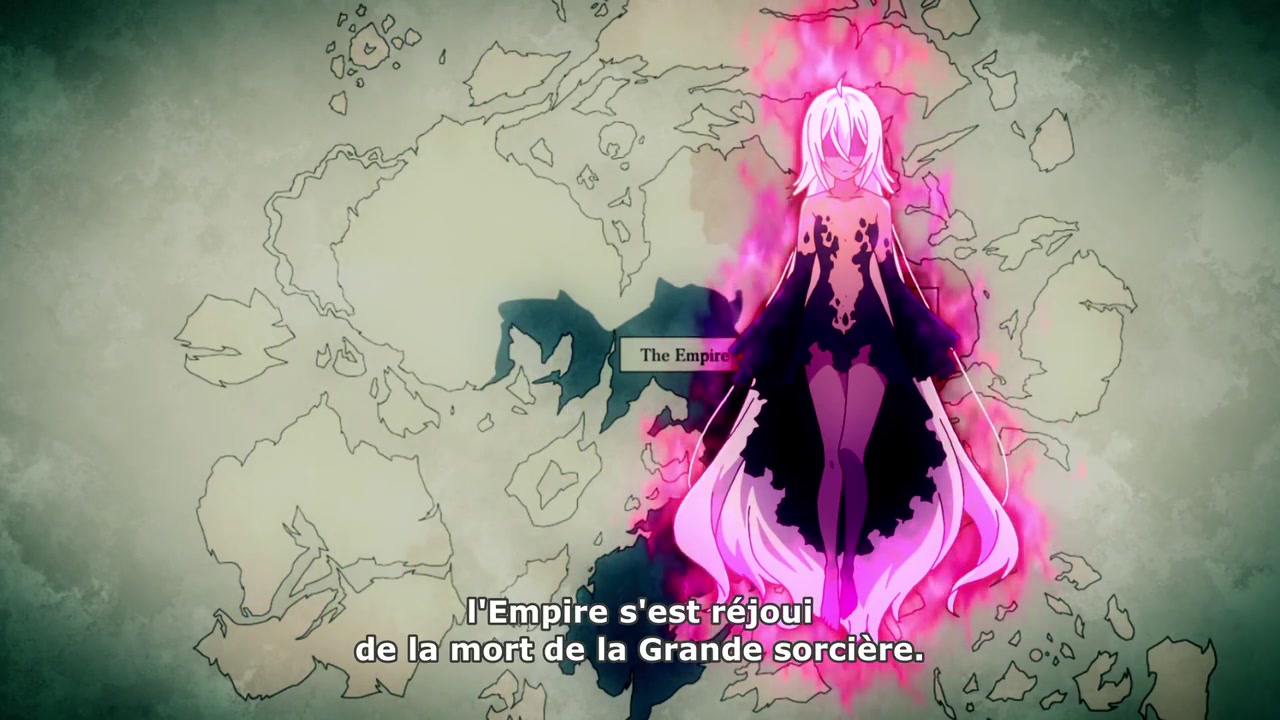 The Empire
l'Empire s'est réjoui
de la mort de la Grande sorcière.